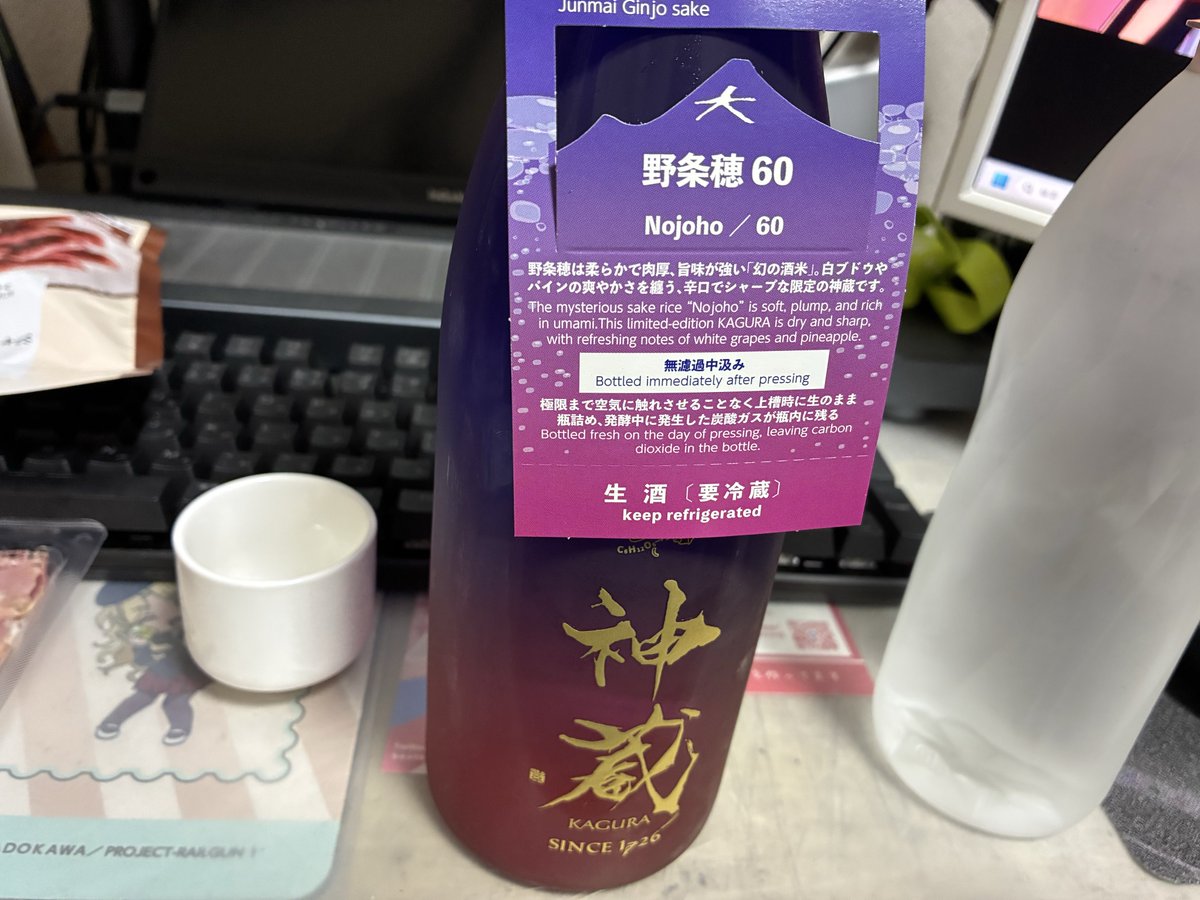 Junmai Ginjo sake
大
野条穂 60
Nojoho / 60
野条穂は柔らかで肉厚、旨味が強い「幻の酒米」。白ブドウや
パインの爽やかさを纏う、辛口でシャープな限定の神蔵です。
The mysterious sake rice “Nojoho” is soft, plump, and rich
in umami.This limited-edition KAGURA is dry and sharp,
with refreshing notes of white grapes and pineapple.
無濾過中汲み
Bottled immediately after pressing
極限まで空気に触れさせることなく上槽時に生のまま
瓶詰め、発酵中に発生した炭酸ガスが瓶内に残る
Bottled fresh on the day of pressing, leaving carbon
dioxide in the bottle.
生酒〔要冷蔵〕
keep refrigerated
神
蔵
KAGURA
SINCE 1726
ADOKAWA／PROJECT-RAILGUN